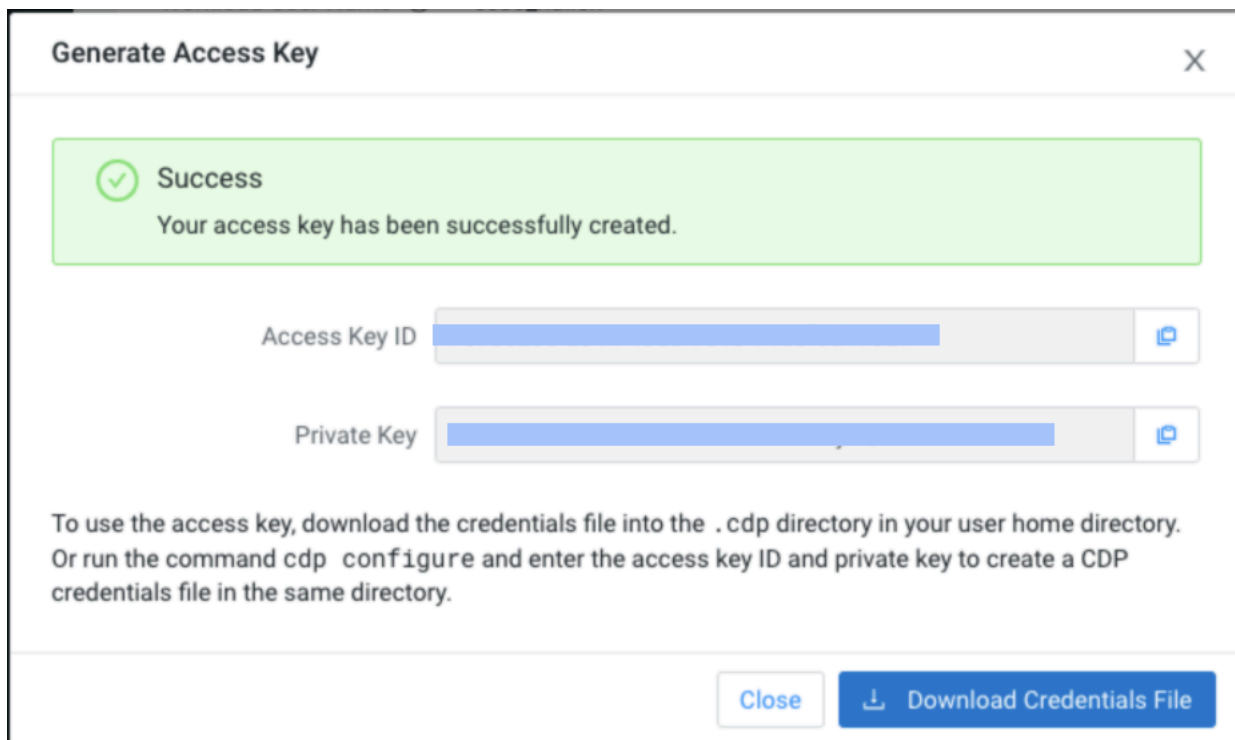 Generate Access Key
X
Success
Your access key has been successfully created.
Access Key ID
Private Key
To use the access key, download the credentials file into the .cdp directory in your user home directory.
Or run the command cdp configure and enter the access key ID and private key to create a CDP
credentials file in the same directory.
Close
Download Credentials File